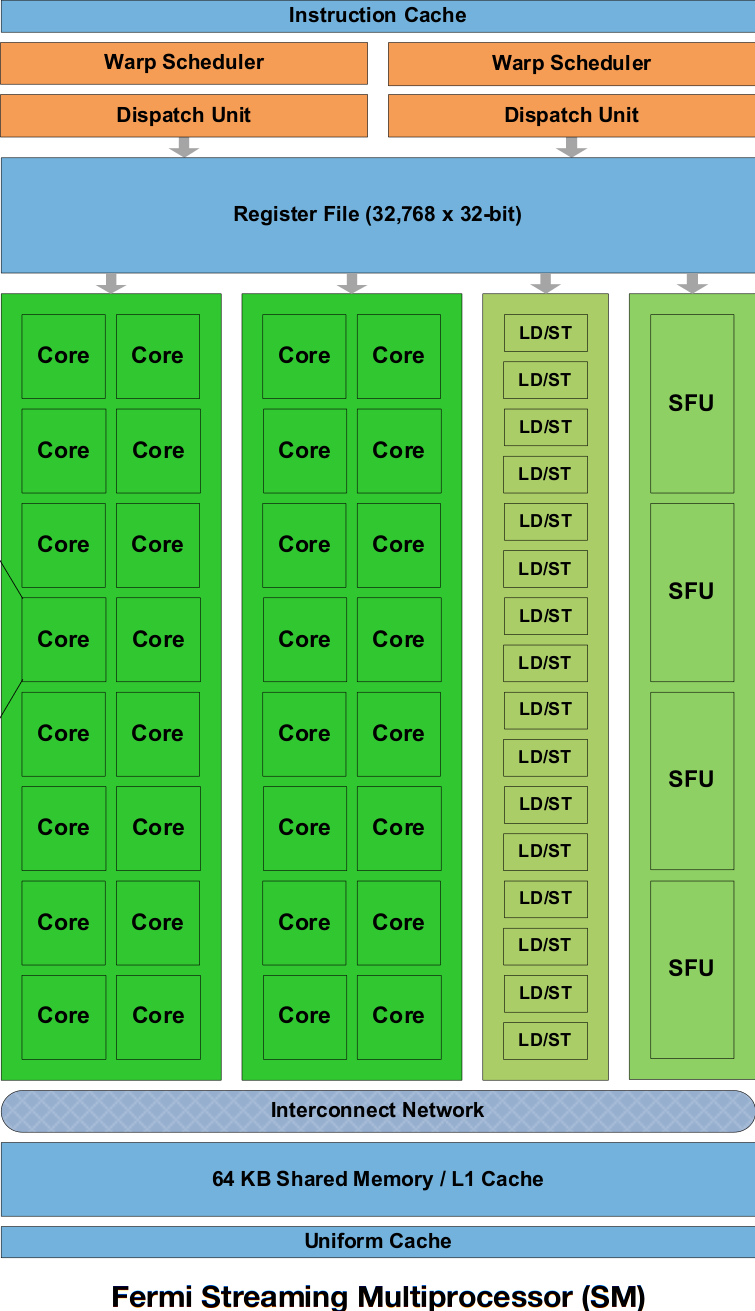 Instruction Cache
Warp Scheduler Warp Scheduler
Dispatch Unit Dispatch Unit
Register File (32,768 x 32-bit)
Core Core Core Core LD/ST SFU
LD/ST
Core Core Core Core LD/ST
LD/ST
Core Core Core Core LD/ST SFU
LD/ST
Core Core Core Core LD/ST
LD/ST
Core Core Core Core LD/ST SFU
LD/ST
Core Core Core Core LD/ST
LD/ST
Core Core Core Core LD/ST SFU
LD/ST
Core Core Core Core LD/ST
LD/ST
Interconnect Network
64 KB Shared Memory / L1 Cache
Uniform Cache
Fermi Streaming Multiprocessor (SM)